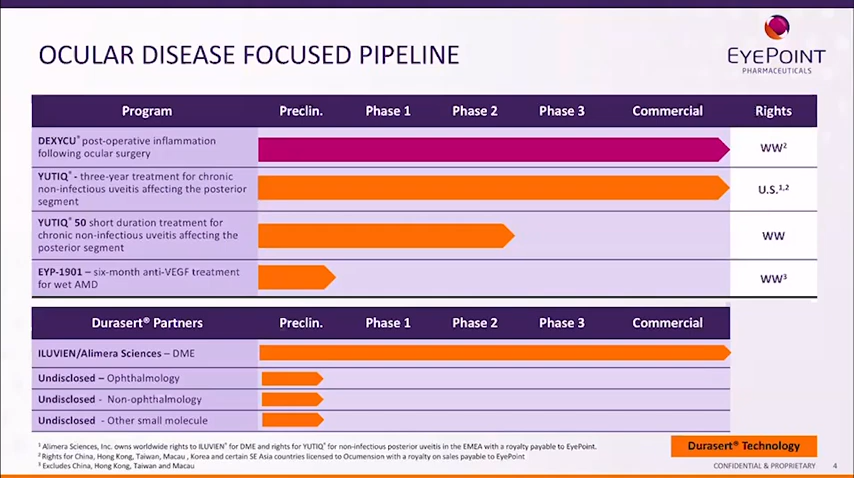 OCULAR DISEASE FOCUSED PIPELINE
EYEPOINT
PHARMACEUTICALS
Program Preclin. Phase 1 Phase 2 Phase 3 Commercial Rights
DEXYCU® post-operative inflammation
following ocular surgery
WW²
YUTIQ® - three-year treatment for chronic
non-infectious uveitis affecting the posterior
segment
U.S.¹,²
YUTIQ® 50 short duration treatment for
chronic non-infectious uveitis affecting the
posterior segment
WW
EYP-1901 – six-month anti-VEGF treatment
for wet AMD
WW³
Durasert® Partners Preclin. Phase 1 Phase 2 Phase 3 Commercial
ILUVIEN/Alimera Sciences – DME
Undisclosed – Ophthalmology
Undisclosed - Non-ophthalmology
Undisclosed - Other small molecule
¹ Alimera Sciences, Inc. owns worldwide rights to ILUVIEN® for DME and rights for YUTIQ® for non-infectious posterior uveitis in the EMEA with a royalty payable to EyePoint.
² Rights for China, Hong Kong, Taiwan, Macau , Korea and certain SE Asia countries licensed to Ocumension with a royalty on sales payable to EyePoint
³ Excludes China, Hong Kong, Taiwan and Macau
Durasert® Technology
CONFIDENTIAL & PROPRIETARY 4